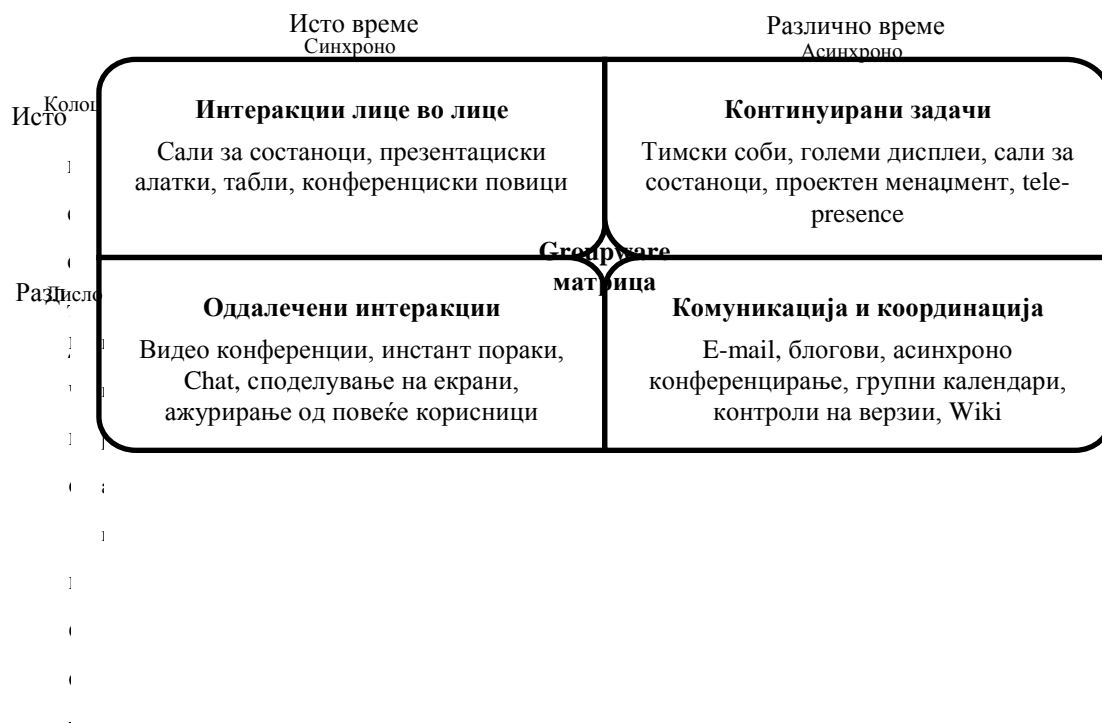 Исто време
Различно време
Синхроно
Асинхроно
Исто
Интеракции лице во лице
Сали за состаноци, презентациски
алатки, табли, конференциски повици
Континуирани задачи
Тимски соби, големи дисплеи, сали за
состаноци, проектен менаџмент, tele-
presence
Groupware
матрица
Оддалечени интеракции
Видео конференции, инстант пораки,
Chat, споделување на екрани,
ажурирање од повеќе корисници
Комуникација и координација
E-mail, блогови, асинхроно
конференцирање, групни календари,
контроли на верзии, Wiki